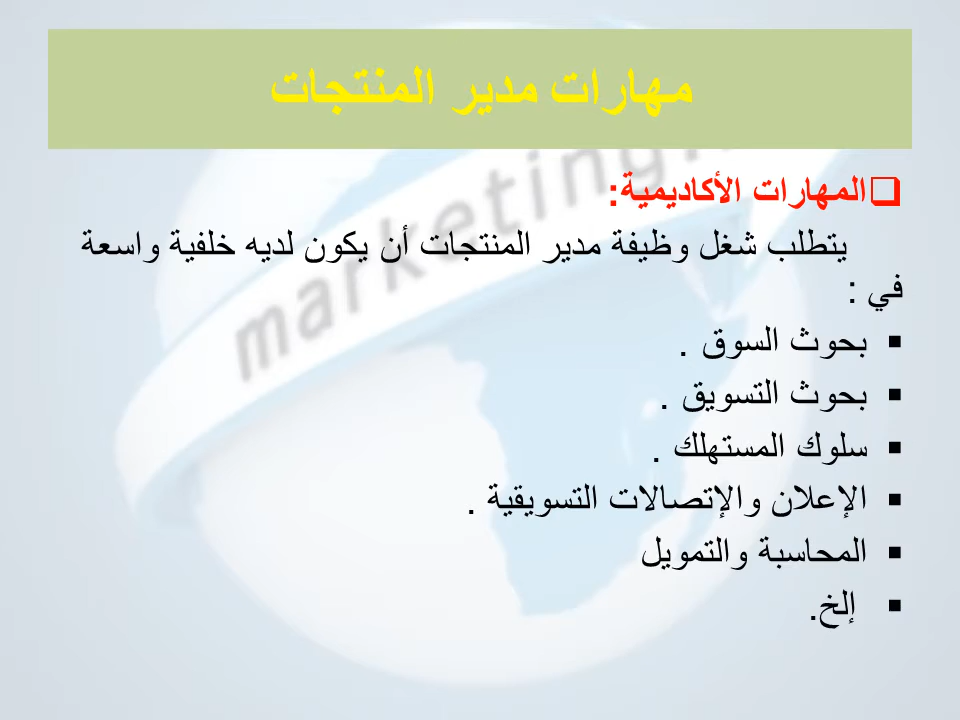 مهارات مدير المنتجات
❑المهارات الأكاديمية:
يتطلب شغل وظيفة مدير المنتجات أن يكون لديه خلفية واسعة
في :
▪ بحوث السوق .
▪ بحوث التسويق .
▪ سلوك المستهلك .
▪ الإعلان والإتصالات التسويقية .
▪ المحاسبة والتمويل
▪ إلخ.
marketing